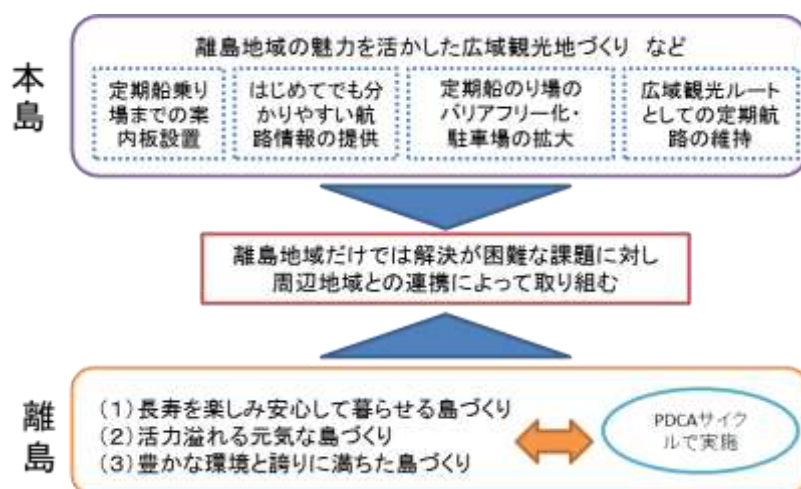 本島
離島地域の魅力を活かした広域観光地づくり など
定期船乗り
場までの案
内板設置
はじめてでも分
かりやすい航
路情報の提供
定期船のり場の
バリアフリー化・
駐車場の拡大
広域観光ルート
としての定期航
路の維持
離島地域だけでは解決が困難な課題に対し
周辺地域との連携によって取り組む
離島
(1)長寿を楽しみ安心して暮らせる島づくり
(2)活力溢れる元気な島づくり
(3)豊かな環境と誇りに満ちた島づくり
PDCAサイク
ルで実施